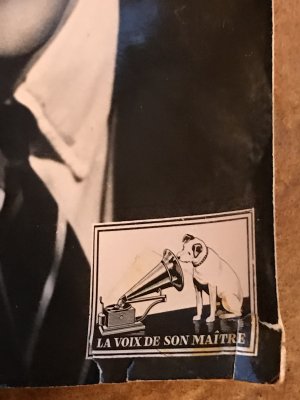 LA VOIX DE SON MAÎTRE